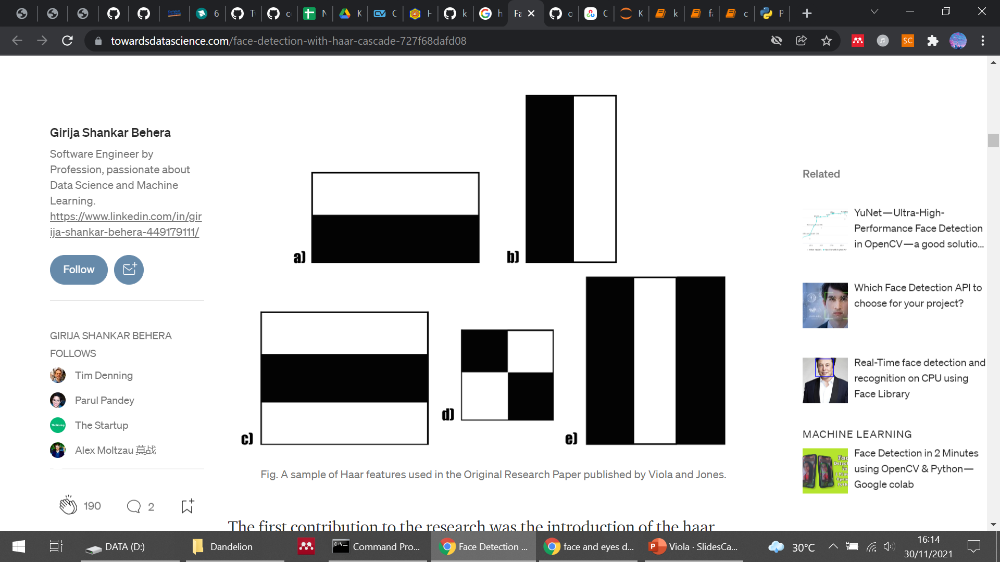 6
T
c
N
K
C
H
k
h
Fa
o
C
K
k
fa
c
P
towardsdatascience.com/face-detection-with-haar-cascade-727f68dafd08
SC
Girija Shankar Behera
Software Engineer by
Profession, passionate about
Data Science and Machine
Learning.
https://www.linkedin.com/in/gir
ija-shankar-behera-449179111/
Follow
GIRIJA SHANKAR BEHERA
FOLLOWS
Tim Denning
Parul Pandey
The Startup
Alex Moltzau 莫战
190
2
a)
b)
c)
d)
e)
Fig. A sample of Haar features used in the Original Research Paper published by Viola and Jones.
The first contribution to the research was the introduction of the haar
Related
YuNet — Ultra-High-
Performance Face Detection
in OpenCV — a good solutio...
Which Face Detection API to
choose for your project?
Real-Time face detection and
recognition on CPU using
Face Library
MACHINE LEARNING
Face Detection in 2 Minutes
using OpenCV & Python —
Google colab
DATA (D:)
Dandelion
Command Pro...
Face Detection ...
face and eyes d...
Viola · SlidesCa...
30°C
16:14
30/11/2021